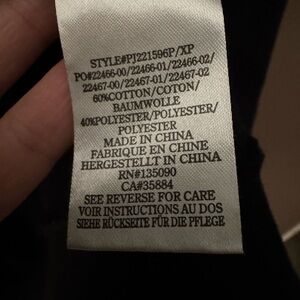 STYLE#PJ221596P/XP
PO#22466-00/22466-01/22466-02/
22467-00/22467-01/22467-02
60%COTTON/COTON/
BAUMWOLLE
40%POLYESTER/POLYESTER/
POLYESTER
MADE IN CHINA
FABRIQUE EN CHINE
HERGESTELLT IN CHINA
RN#135090
CA#35884
SEE REVERSE FOR CARE
VOIR INSTRUCTIONS AU DOS
SIEHE RÜCKSEITE FÜR DIE PFLEGE